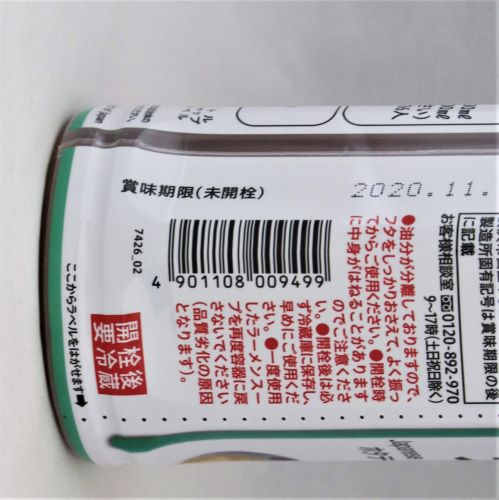 賞味期限(未開栓)
2020.11.
7426_02
4 901108 009499
●油分が分離しておりますので、
フタをしっかりおさえてよく振っ
てからご使用ください。●開栓時
に中身がはねることがあります
のでご注意くださ
い。●開栓後は必
ず冷蔵庫に保存し、
早めにご使用くだ
さい。●一度使用
したラーメンスー
プを再度容器に戻
さないでください
(品質劣化の原因
となります)。
開栓後
要冷蔵
ここからラベルをはがせます
製造所固有記号は賞味期限の後
に記載
お客様相談室 0120-892-970
9〜17時(土日祝日除く)
Japanese